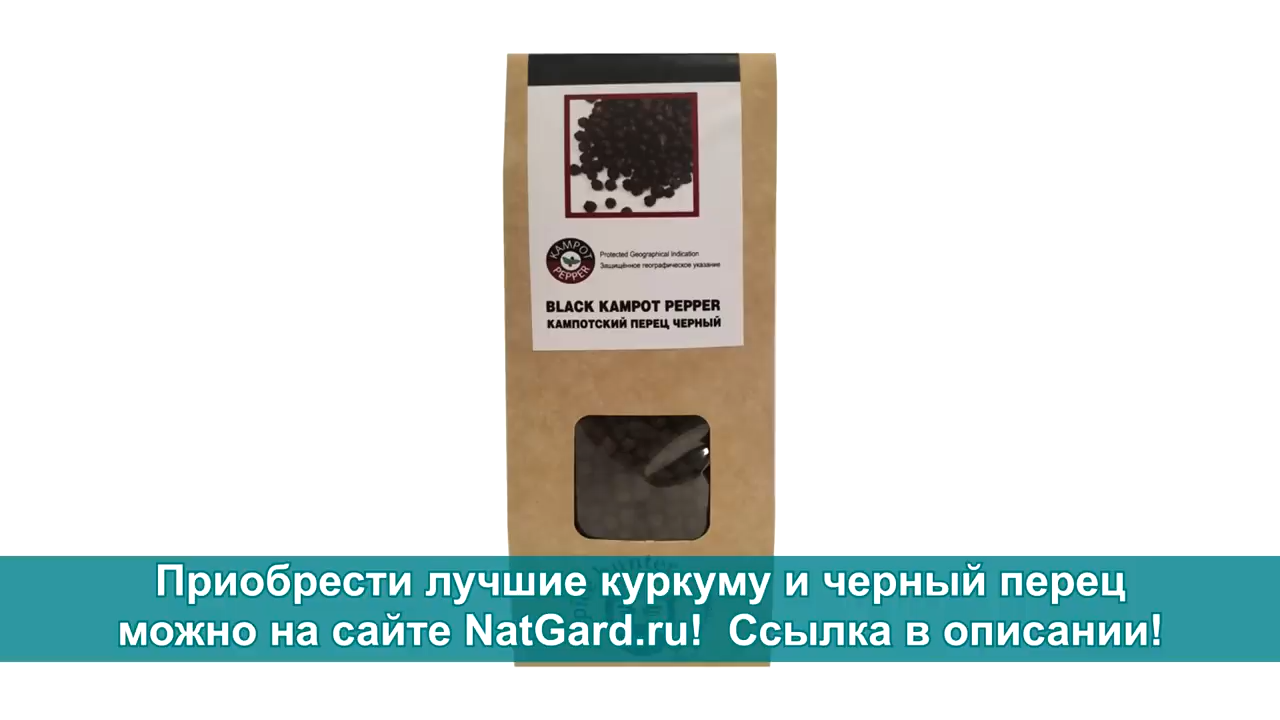 KAMPOT
PEPPER
Protected Geographical Indication
Защищённое географическое указание
BLACK KAMPOT PEPPER
КАМПОТСКИЙ ПЕРЕЦ ЧЕРНЫЙ
Приобрести лучшие куркуму и черный перец
можно на сайте NatGard.ru! Ссылка в описании!